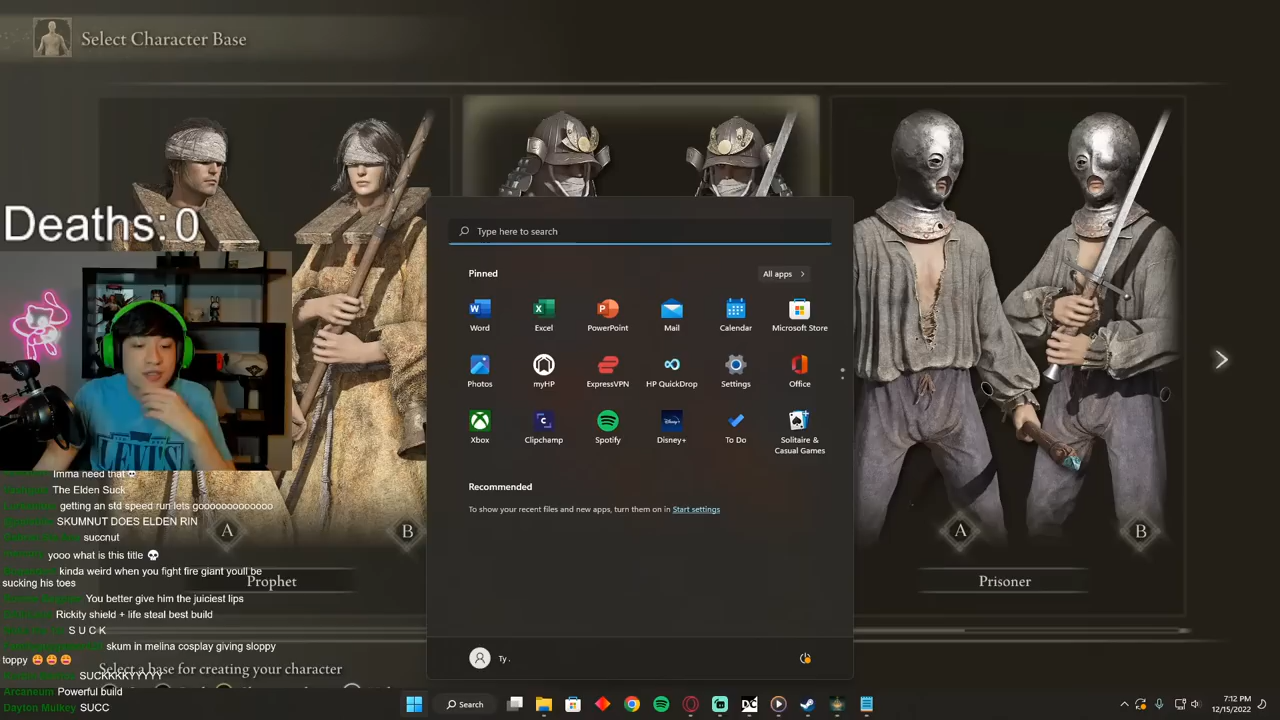 Select Character Base
Deaths: 0
Type here to search
Pinned
All apps
Word
Excel
PowerPoint
Mail
Calendar
Microsoft Store
Photos
myHP
ExpressVPN
HP QuickDrop
Settings
Office
Xbox
Clipchamp
Spotify
Disney+
To Do
Solitaire &
Casual Games
Recommended
To show your recent files and new apps, turn them on in Start settings
Ty .
A
B
Prophet
A
B
Prisoner
Imma need that💀
The Elden Suck
getting an std speed run lets gooooooooooooo
SKUMNUT DOES ELDEN RIN
succnut
yooo what is this title 💀
kinda weird when you fight fire giant youll be
sucking his toes
You better give him the juiciest lips
Rickity shield + life steal best build
S U C K
skum in melina cosplay giving sloppy
toppy 🥵🥵🥵
SUCKKKKYYYYY
Arcaneum Powerful build
Dayton Mulkey SUCC
Select a base for creating your character
Search
7:12 PM
12/15/2022